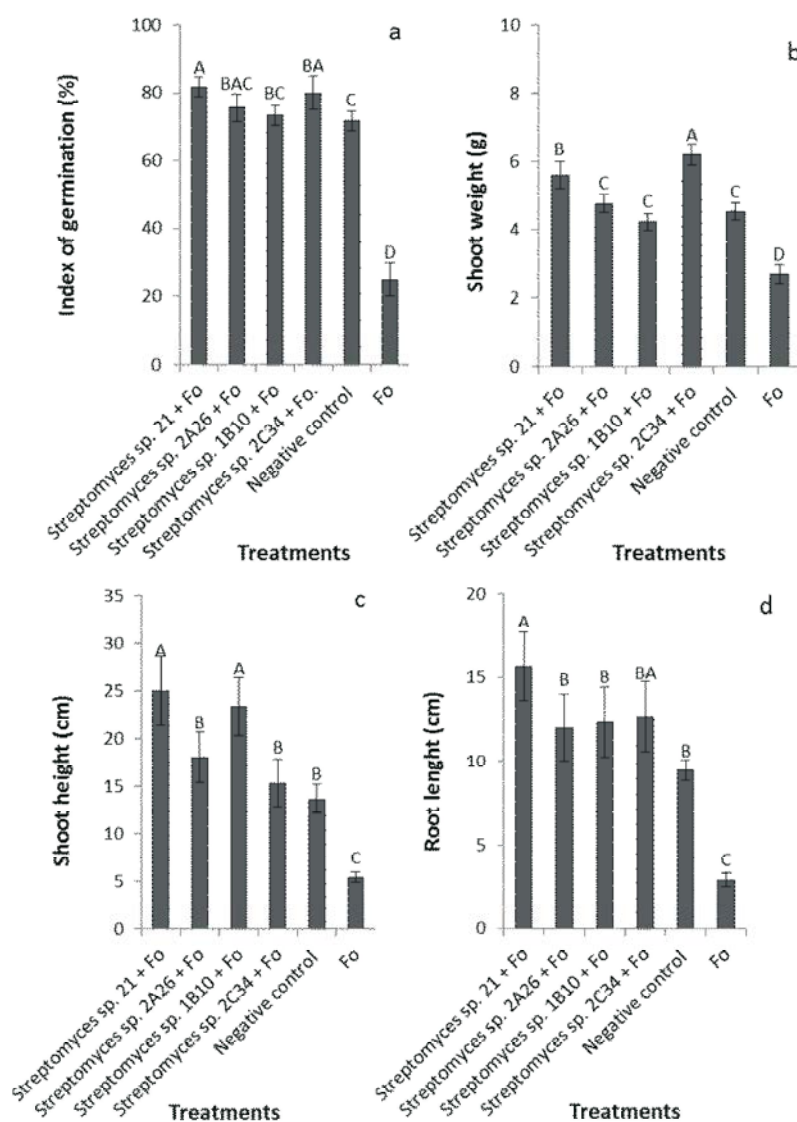 a
Index of germination (%)
100
80
60
40
20
0
A
BAC
BC
BA
C
D
Streptomyces sp. 21 + Fo
Streptomyces sp. 2A26 + Fo
Streptomyces sp. 1B10 + Fo
Streptomyces sp. 2C34 + Fo.
Negative control
Fo
Treatments
b
Shoot weight (g)
10
8
6
4
2
0
B
C
C
A
C
D
Streptomyces sp. 21 + Fo
Streptomyces sp. 2A26 + Fo
Streptomyces sp. 1B10 + Fo
Streptomyces sp. 2C34 + Fo
Negative control
Fo
Treatments
c
Shoot height (cm)
35
30
25
20
15
10
5
0
A
B
A
B
B
C
Streptomyces sp. 21 + Fo
Streptomyces sp. 2A26 + Fo
Streptomyces sp. 1B10 + Fo
Streptomyces sp. 2C34 + Fo
Negative control
Fo
Treatments
d
Root lenght (cm)
20
15
10
5
0
A
B
B
BA
B
C
Streptomyces sp. 21 + Fo
Streptomyces sp. 2A26 + Fo
Streptomyces sp. 1B10 + Fo
Streptomyces sp. 2C34 + Fo
Negative control
Fo
Treatments